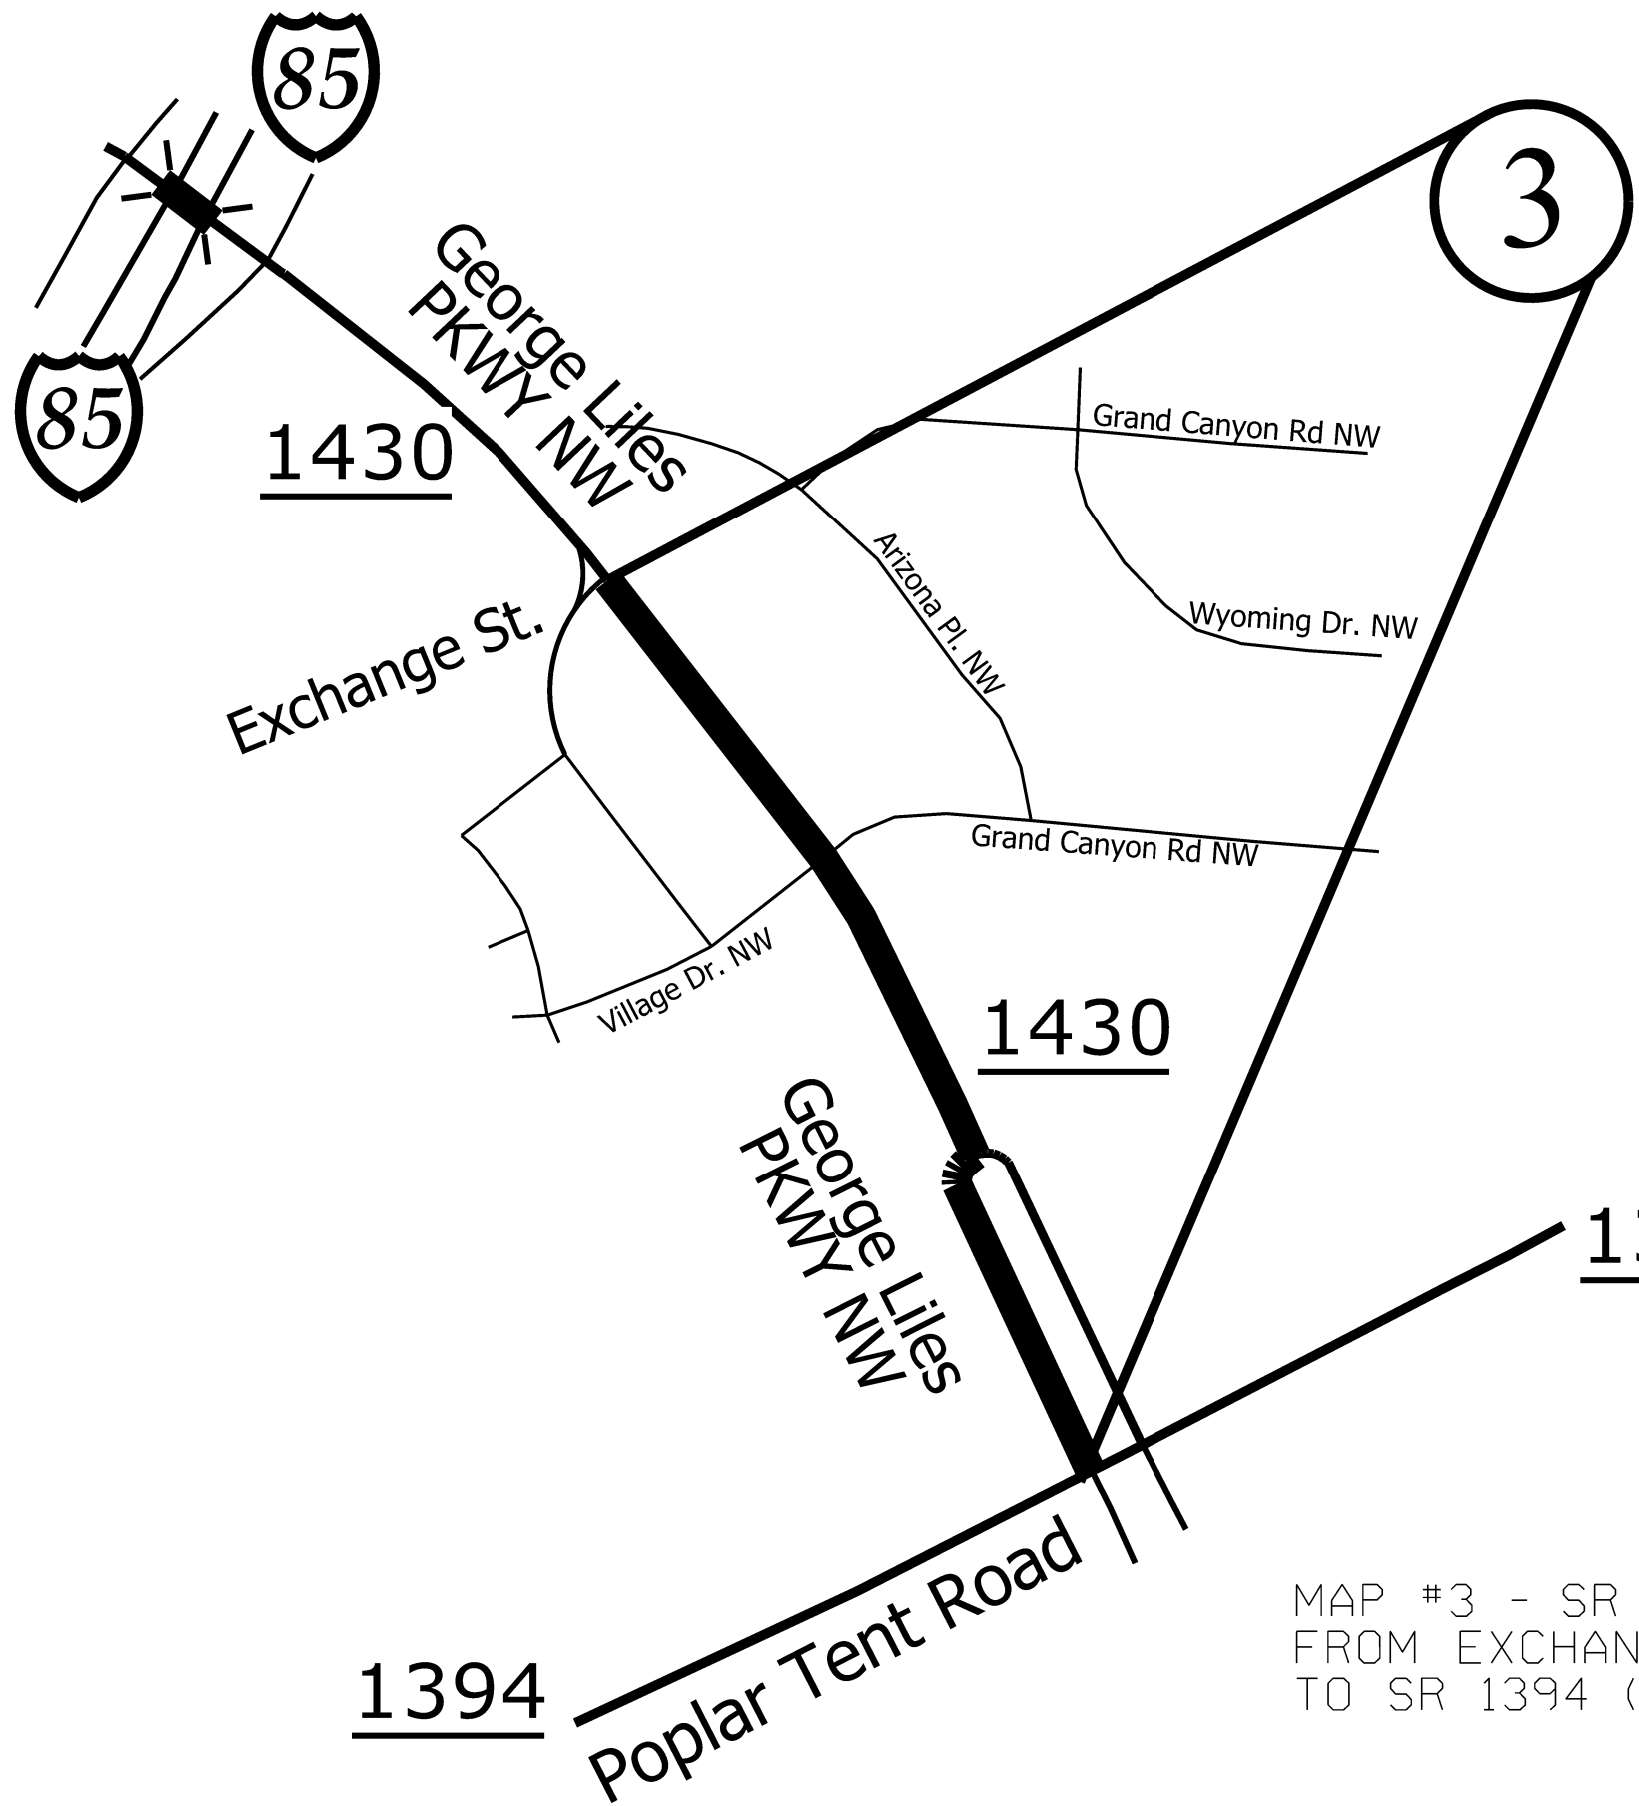 85
3
George Liles
PKWY NW
85
1430
Grand Canyon Rd NW
Arizona Pl. NW
Wyoming Dr. NW
Exchange St.
Grand Canyon Rd NW
Village Dr. NW
1430
George Liles
PKWY NW
Poplar Tent Road
1394
MAP #3 - SR
FROM EXCHAN
TO SR 1394 (